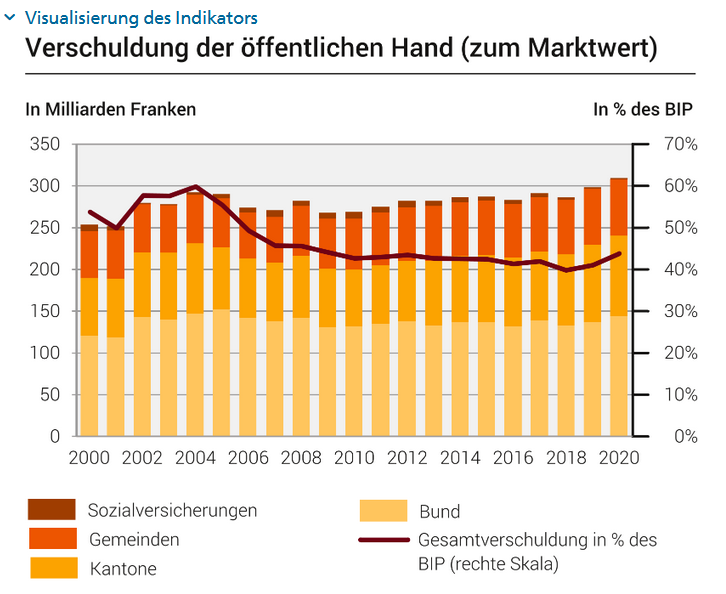 Visualisierung des Indikators
Verschuldung der öffentlichen Hand (zum Marktwert)
In Milliarden Franken In % des BIP
350 70%
300 60%
250 50%
200 40%
150 30%
100 20%
50 10%
0 0%
2000 2002 2004 2006 2008 2010 2012 2014 2016 2018 2020
Sozialversicherungen Bund
Gemeinden Gesamtverschuldung in % des
Kantone BIP (rechte Skala)